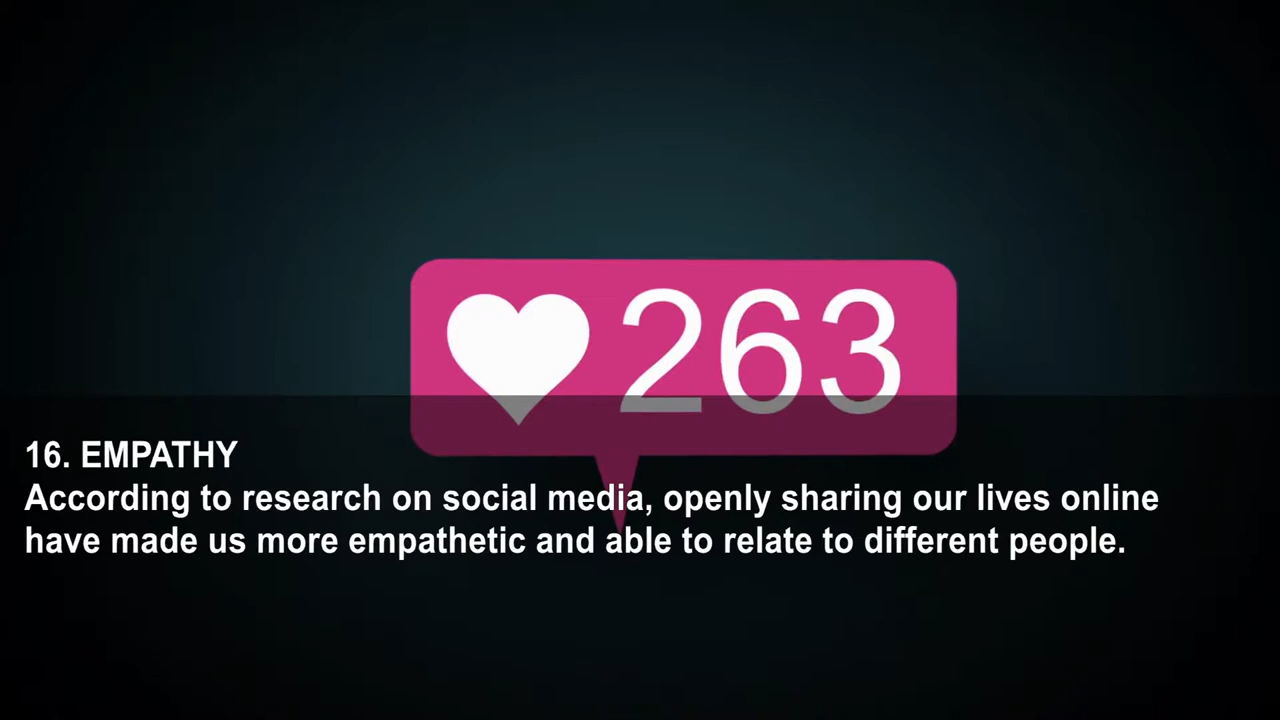 263
16. EMPATHY
According to research on social media, openly sharing our lives online
have made us more empathetic and able to relate to different people.